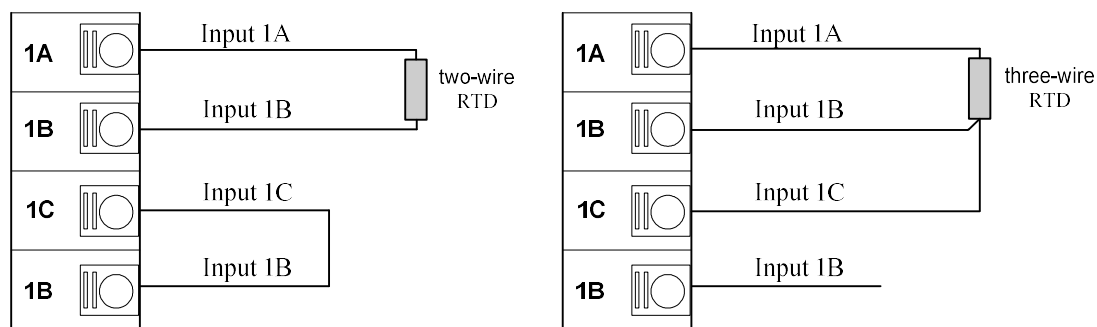 1A
Input 1A
1B
Input 1B
two-wire
RTD
1C
Input 1C
1B
Input 1B
1A
Input 1A
1B
Input 1B
three-wire
RTD
1C
Input 1C
1B
Input 1B